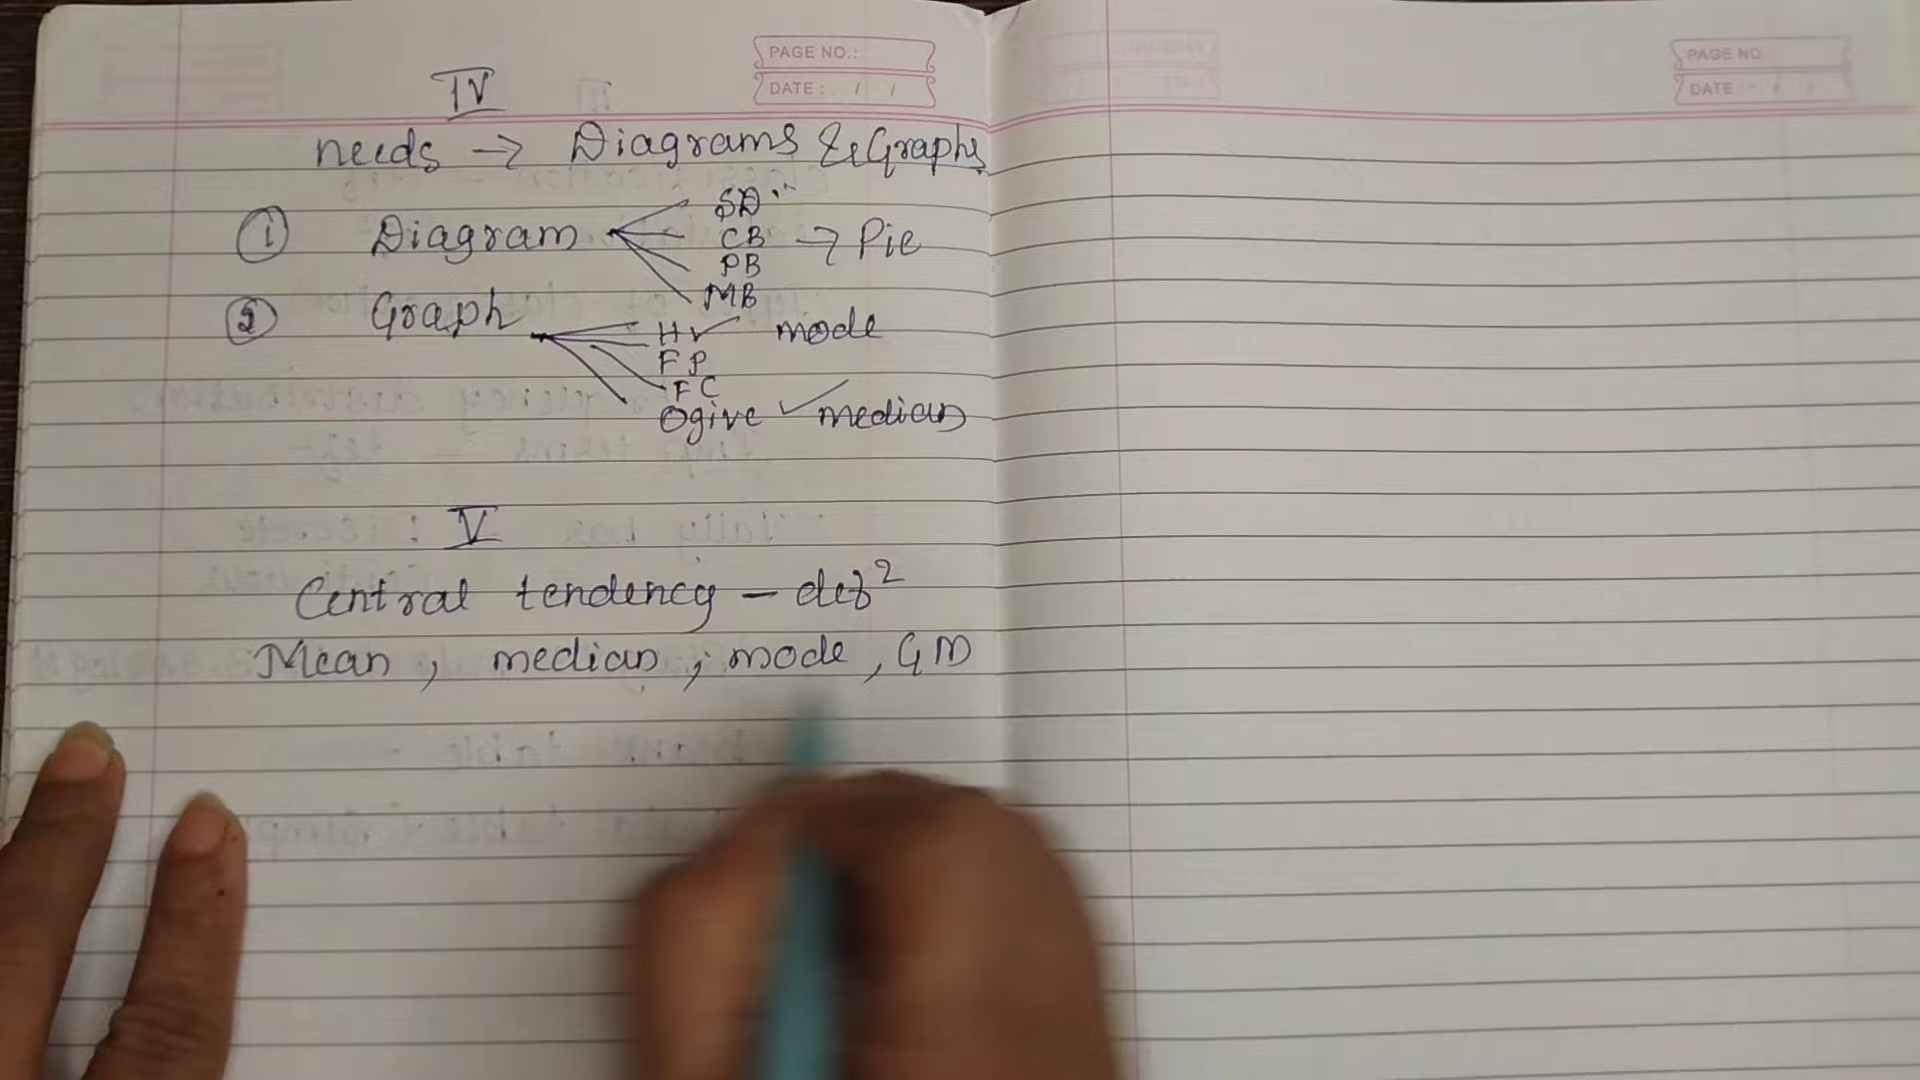 PAGE NO.:
DATE : / /
PAGE NO
DATE
IV
needs → Diagrams & Graphs
① Diagram
SD
CB → Pie
PB
MB
② Graph
H ✓ mode
FP
FC
Ogive ✓ median
V
Central tendency - def²
Mean, median, mode, GM